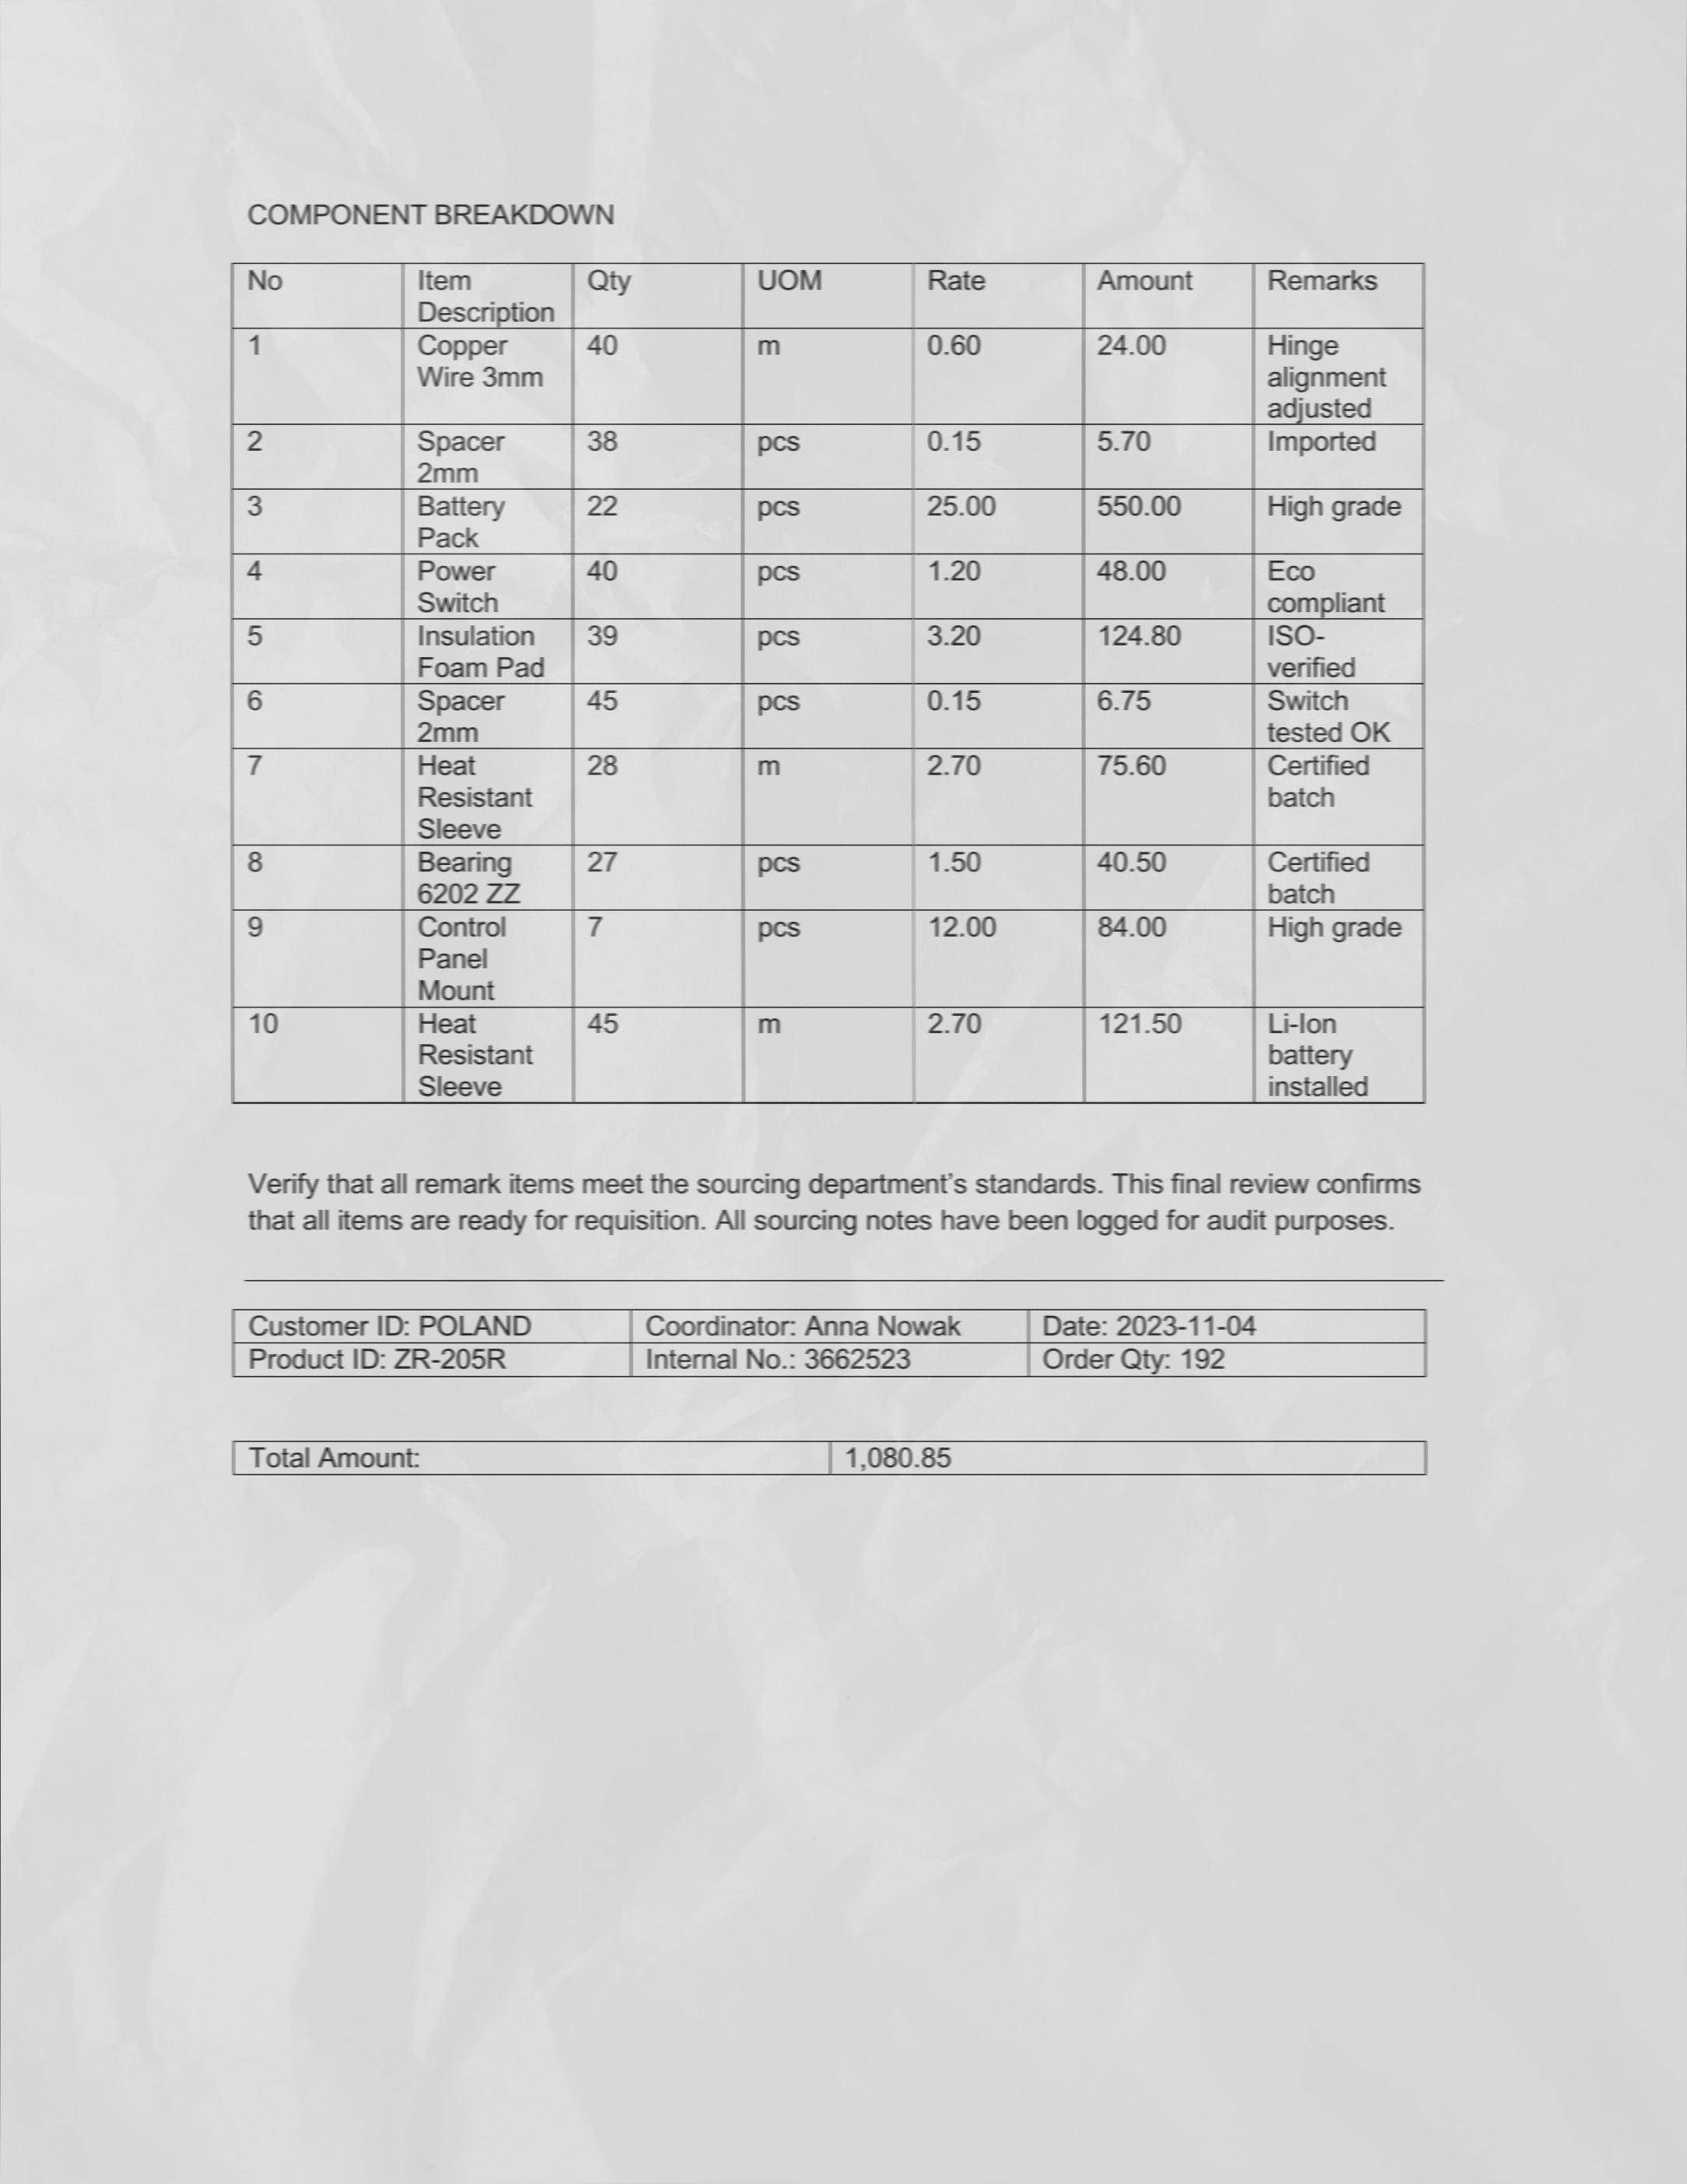 COMPONENT BREAKDOWN
No Item Description Qty UOM Rate Amount Remarks
1 Copper Wire 3mm 40 m 0.60 24.00 Hinge alignment adjusted
2 Spacer 2mm 38 pcs 0.15 5.70 Imported
3 Battery Pack 22 pcs 25.00 550.00 High grade
4 Power Switch 40 pcs 1.20 48.00 Eco compliant
5 Insulation Foam Pad 39 pcs 3.20 124.80 ISO-verified
6 Spacer 2mm 45 pcs 0.15 6.75 Switch tested OK
7 Heat Resistant Sleeve 28 m 2.70 75.60 Certified batch
8 Bearing 6202 ZZ 27 pcs 1.50 40.50 Certified batch
9 Control Panel Mount 7 pcs 12.00 84.00 High grade
10 Heat Resistant Sleeve 45 m 2.70 121.50 Li-Ion battery installed
Verify that all remark items meet the sourcing department's standards. This final review confirms
that all items are ready for requisition. All sourcing notes have been logged for audit purposes.
Customer ID: POLAND Coordinator: Anna Nowak Date: 2023-11-04
Product ID: ZR-205R Internal No.: 3662523 Order Qty: 192
Total Amount: 1,080.85